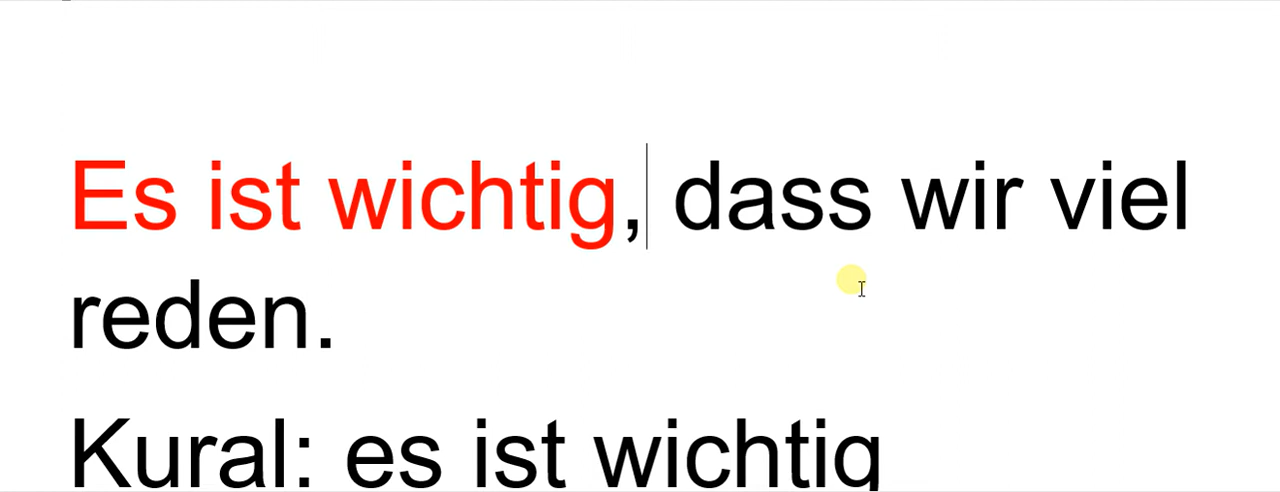 Es ist wichtig, dass wir viel
reden.
Kural: es ist wichtig